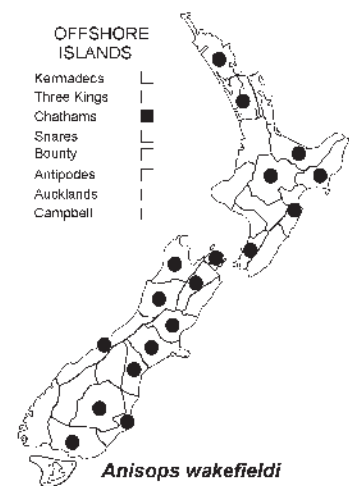 OFFSHORE
ISLANDS
Kermadecs
Three Kings
Chathams
Snares
Bounty
Antipodes
Aucklands
Campbell
Anisops wakefieldi